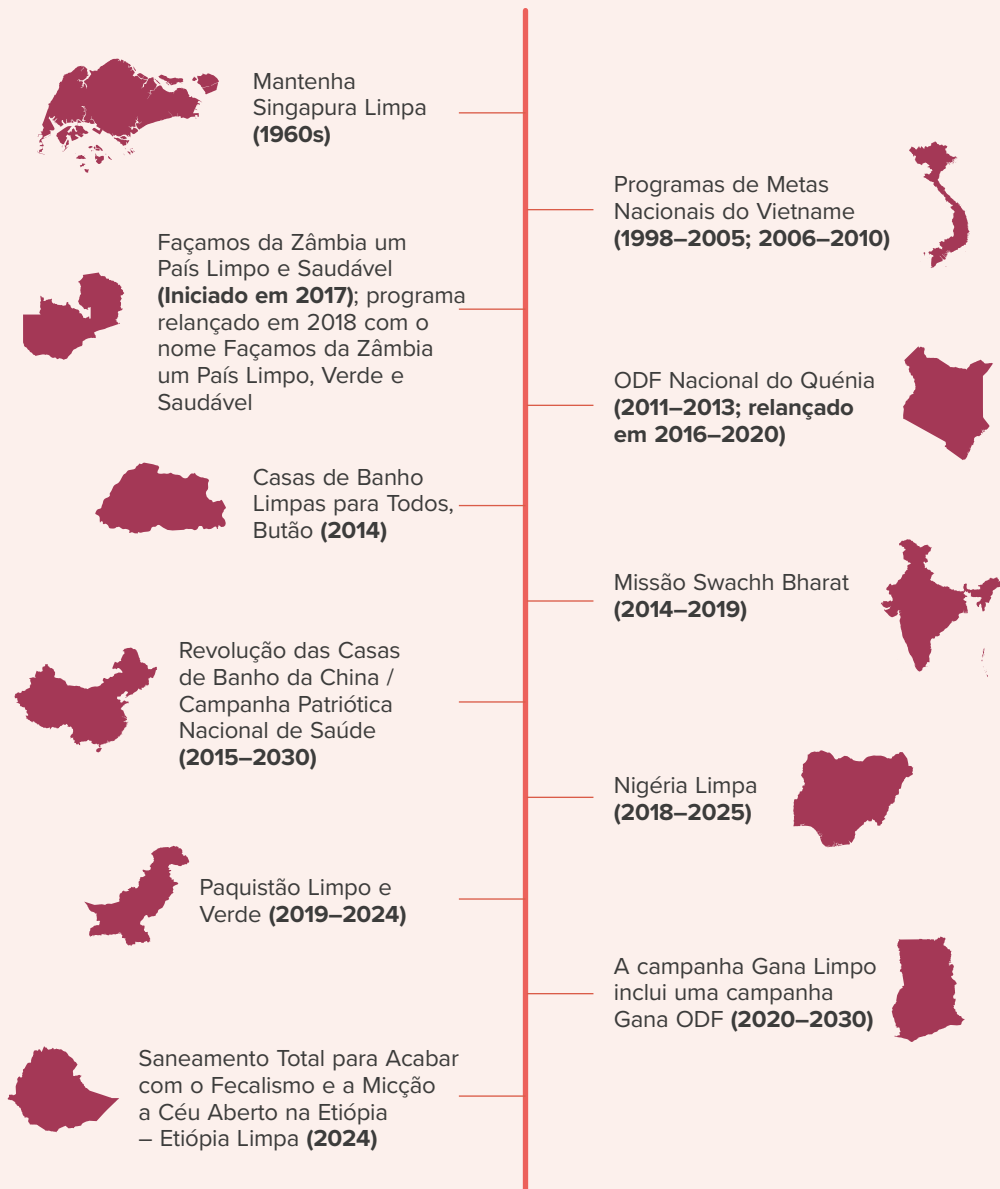 Mantenha
Singapura Limpa
(1960s)
Programas de Metas
Nacionais do Vietname
(1998–2005; 2006–2010)
Façamos da Zâmbia um
País Limpo e Saudável
(Iniciado em 2017); programa
relançado em 2018 com o
nome Façamos da Zâmbia
um País Limpo, Verde e
Saudável
ODF Nacional do Quénia
(2011–2013; relançado
em 2016–2020)
Casas de Banho
Limpas para Todos,
Butão (2014)
Missão Swachh Bharat
(2014–2019)
Revolução das Casas
de Banho da China /
Campanha Patriótica
Nacional de Saúde
(2015–2030)
Nigéria Limpa
(2018–2025)
Paquistão Limpo e
Verde (2019–2024)
A campanha Gana Limpo
inclui uma campanha
Gana ODF (2020–2030)
Saneamento Total para Acabar
com o Fecalismo e a Micção
a Céu Aberto na Etiópia
– Etiópia Limpa (2024)